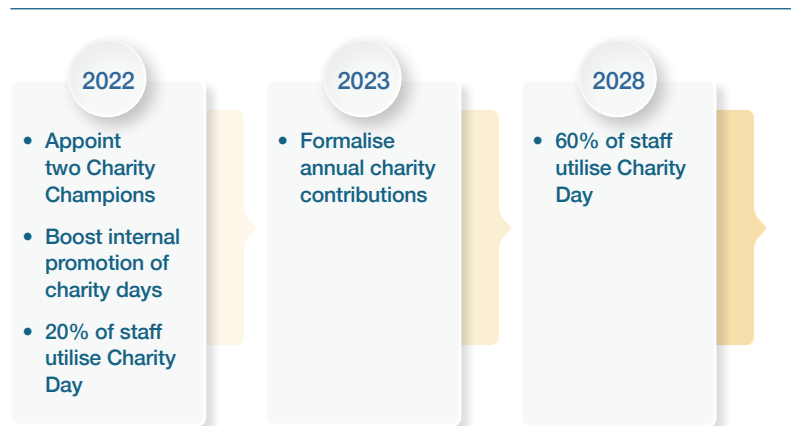 2022
• Appoint
two Charity
Champions
• Boost internal
promotion of
charity days
• 20% of staff
utilise Charity
Day
2023
• Formalise
annual charity
contributions
2028
• 60% of staff
utilise Charity
Day